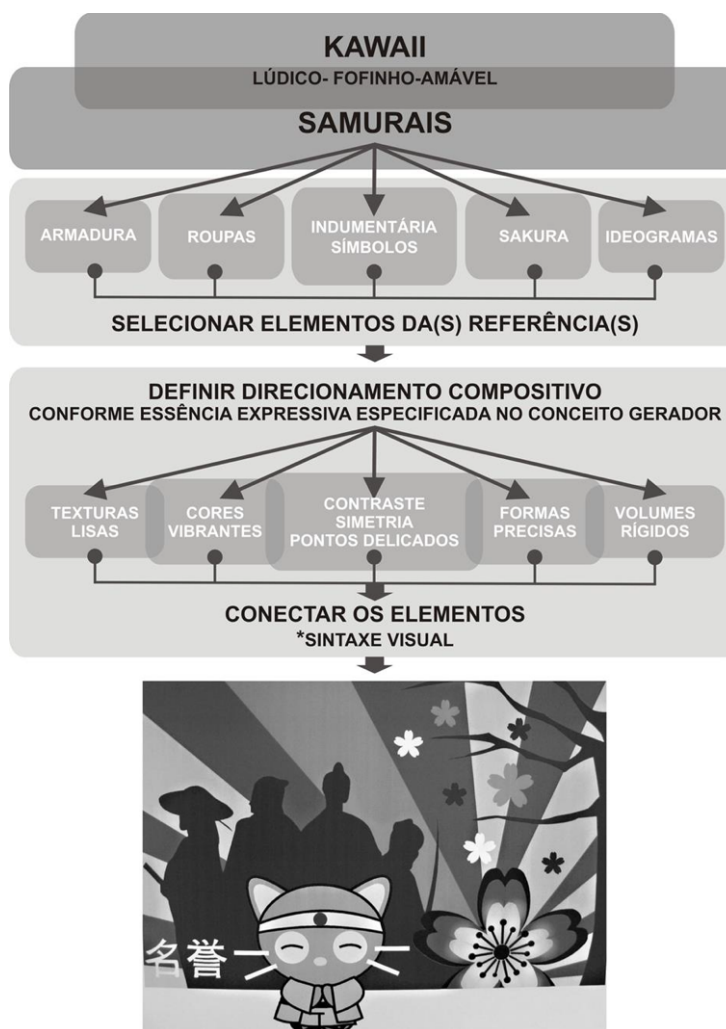 KAWAII
LÚDICO- FOFINHO-AMÁVEL
SAMURAIS
ARMADURA
ROUPAS
INDUMENTÁRIA
SÍMBOLOS
SAKURA
IDEOGRAMAS
SELECIONAR ELEMENTOS DA(S) REFERÊNCIA(S)
DEFINIR DIRECIONAMENTO COMPOSITIVO
CONFORME ESSÊNCIA EXPRESSIVA ESPECIFICADA NO CONCEITO GERADOR
TEXTURAS
LISAS
CORES
VIBRANTES
CONTRASTE
SIMETRIA
PONTOS DELICADOS
FORMAS
PRECISAS
VOLUMES
RÍGIDOS
CONECTAR OS ELEMENTOS
*SINTAXE VISUAL
名誉